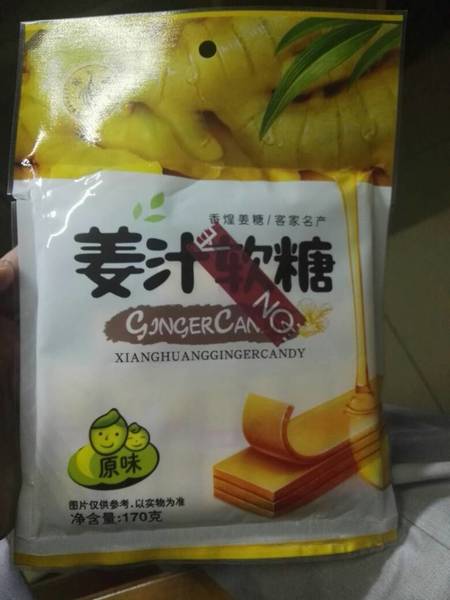 香煌姜糖/客家名产
姜汁软糖
GINGERCAN
NO
XIANGHUANGGINGERCANDY
原味
图片仅供参考,以实物为准
净含量:170克